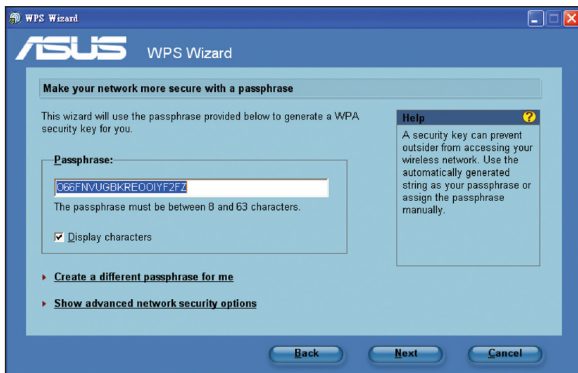 WPS Wizard
ASUS WPS Wizard
Make your network more secure with a passphrase
This wizard will use the passphrase provided below to generate a WPA
security key for you.
Passphrase:
O66FNVUGBKREOOIYF2FZ
The passphrase must be between 8 and 63 characters.
Display characters
Create a different passphrase for me
Show advanced network security options
Help
A security key can prevent
outsider from accessing your
wireless network. Use the
automatically generated
string as your passphrase or
assign the passphrase
manually.
Back Next Cancel